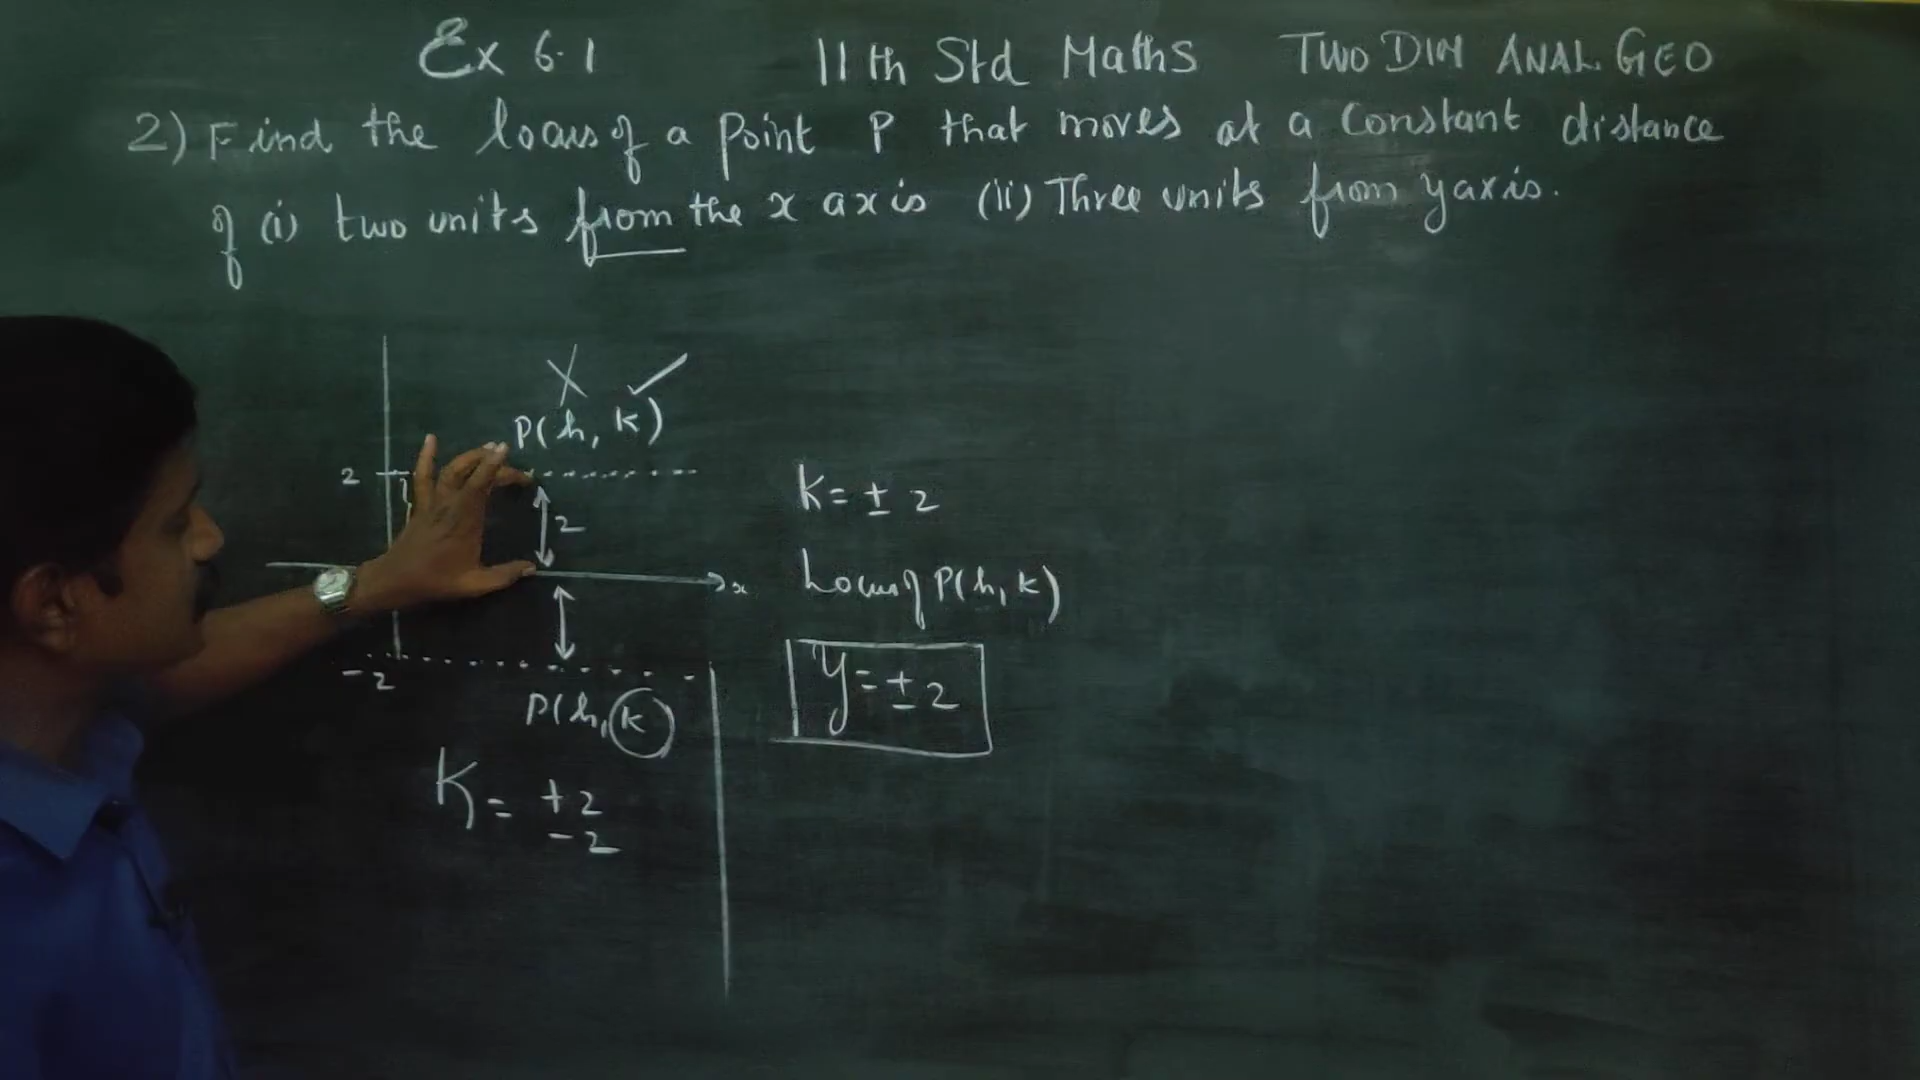 Ex 6.1 11th Std Maths TWO DIM ANAL. GEO
2) Find the locus of a Point P that moves at a Constant distance
of (i) two units from the x axis (ii) Three units from y axis.
P(h, k)
2
2
x
-2
P(h, k)
K = +2
-2
K = ± 2
Locus of P(h, k)
y = ± 2